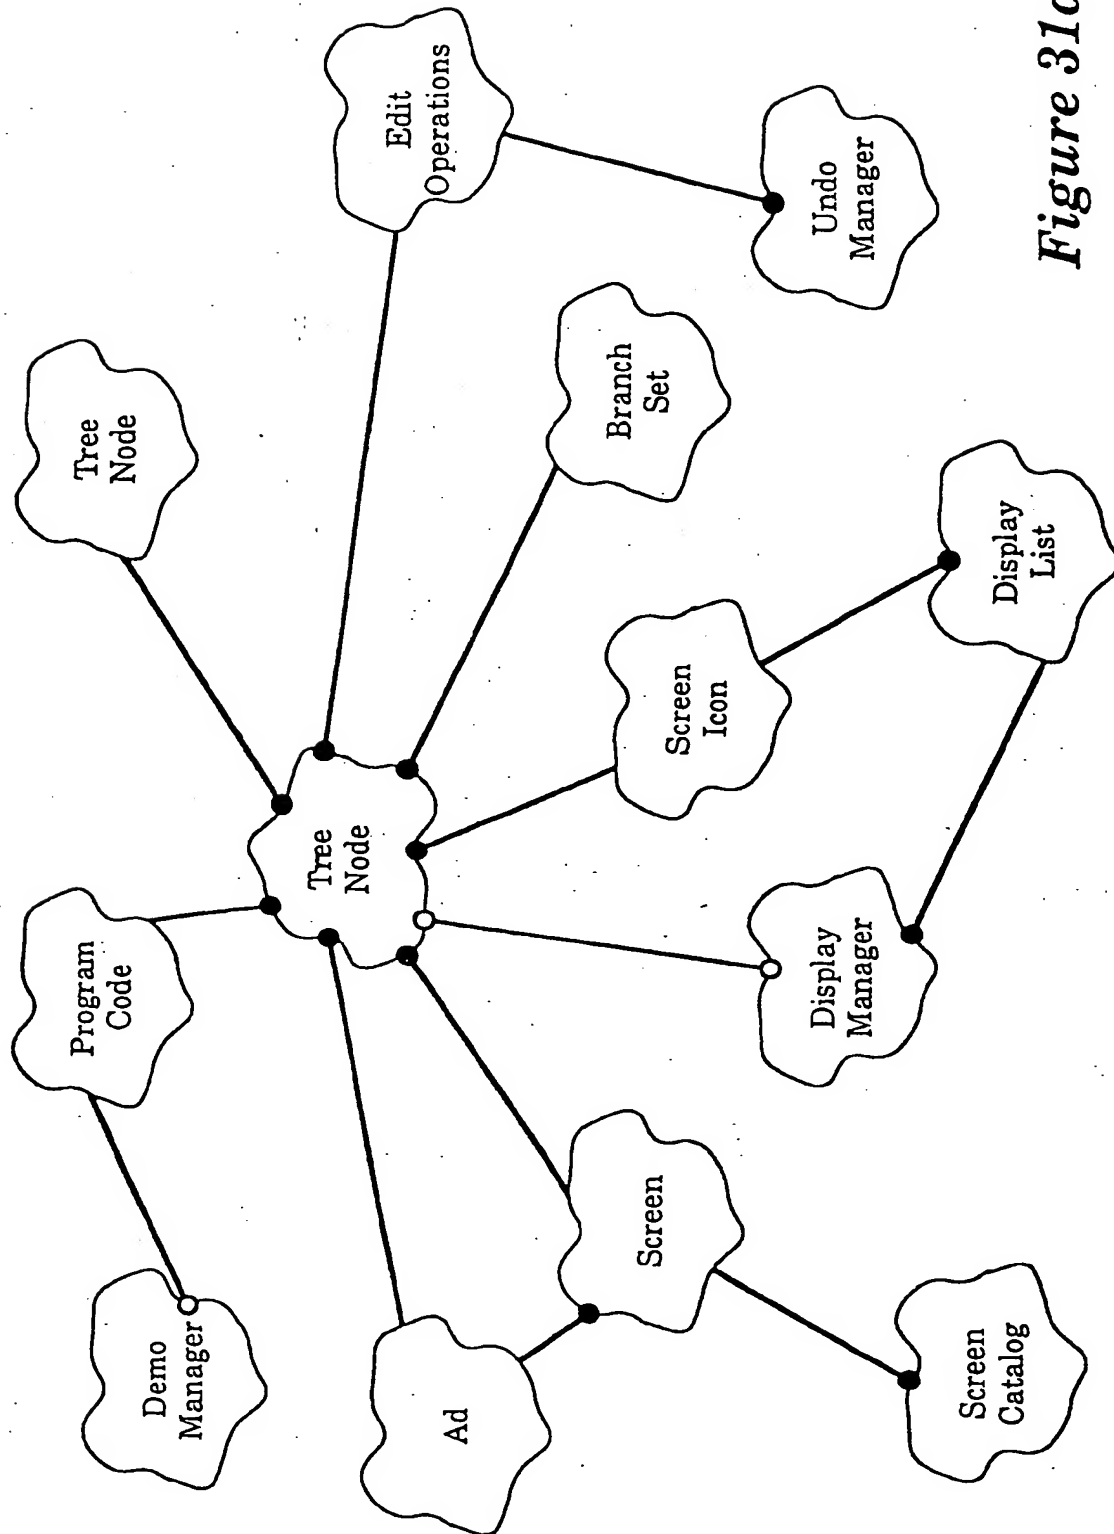 Demo
Manager
Program
Code
Tree
Node
Ad
Tree
Node
Edit
Operations
Screen
Screen
Icon
Branch
Set
Display
Manager
Undo
Manager
Screen
Catalog
Display
List
Figure